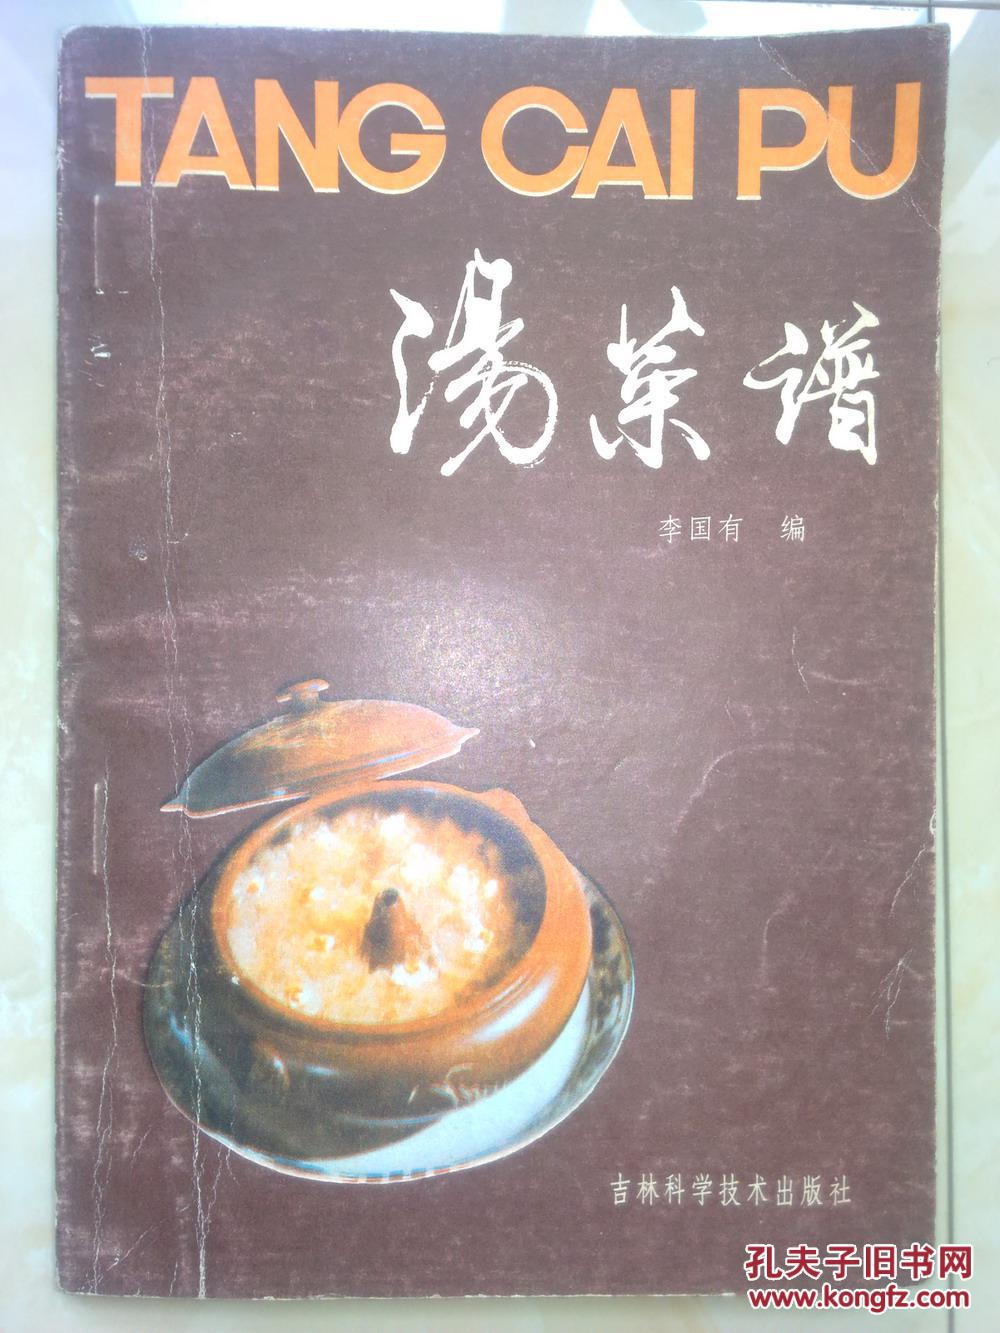 TANG CAI PU
湯菜谱
李国有 编
吉林科学技术出版社
孔夫子旧书网
www.kongfz.com